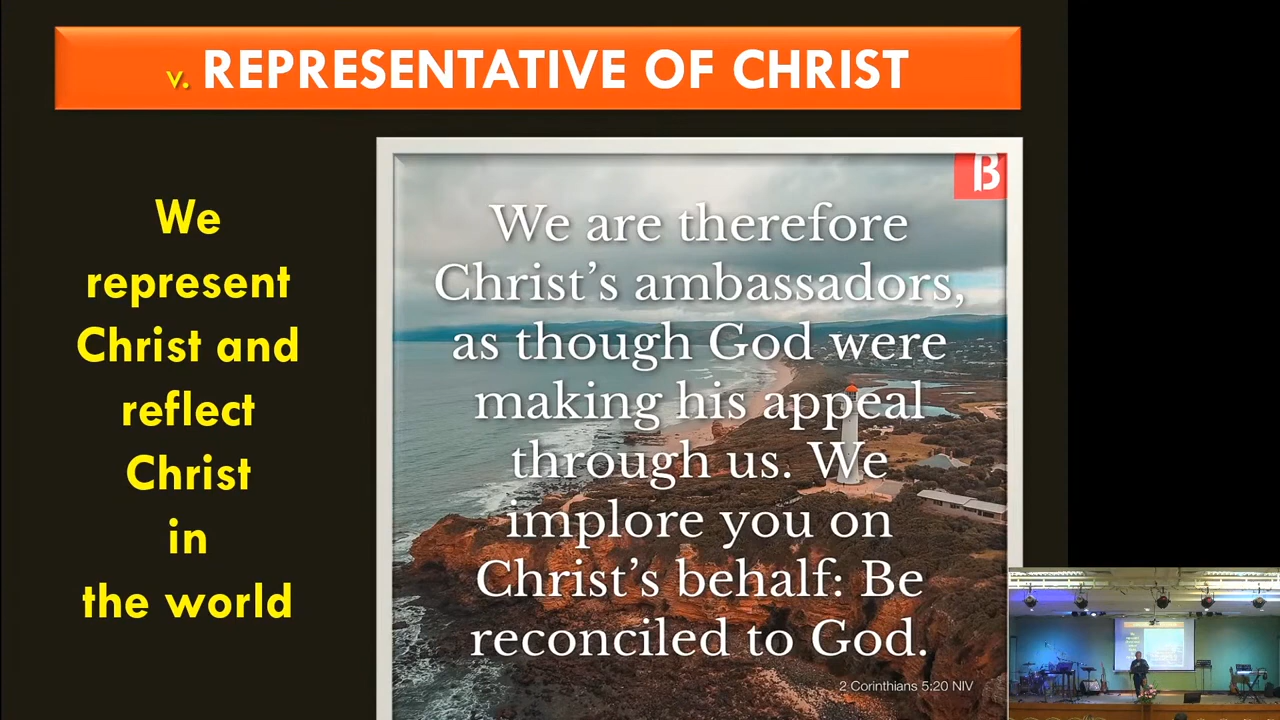 v. REPRESENTATIVE OF CHRIST
We
represent
Christ and
reflect
Christ
in
the world
B
We are therefore
Christ’s ambassadors,
as though God were
making his appeal
through us. We
implore you on
Christ’s behalf: Be
reconciled to God.
2 Corinthians 5:20 NIV